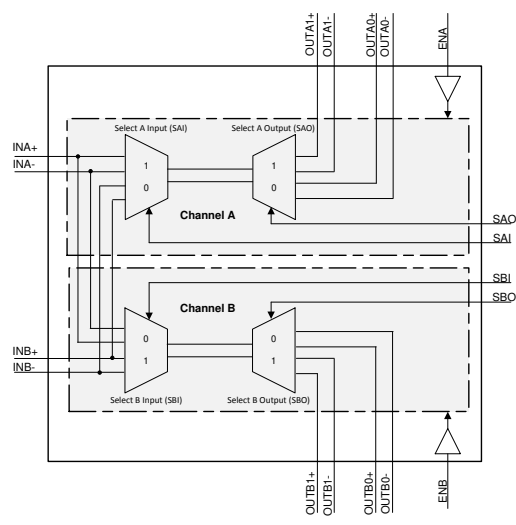 OUTA1+
OUTA1-
OUTA0+
OUTA0-
ENA
Select A Input (SAI)
Select A Output (SAO)
INA+
INA-
1
0
1
0
Channel A
SAO
SAI
SBI
SBO
Channel B
0
1
0
1
INB+
INB-
Select B Input (SBI)
Select B Output (SBO)
OUTB1+
OUTB1-
OUTB0+
OUTB0-
ENB